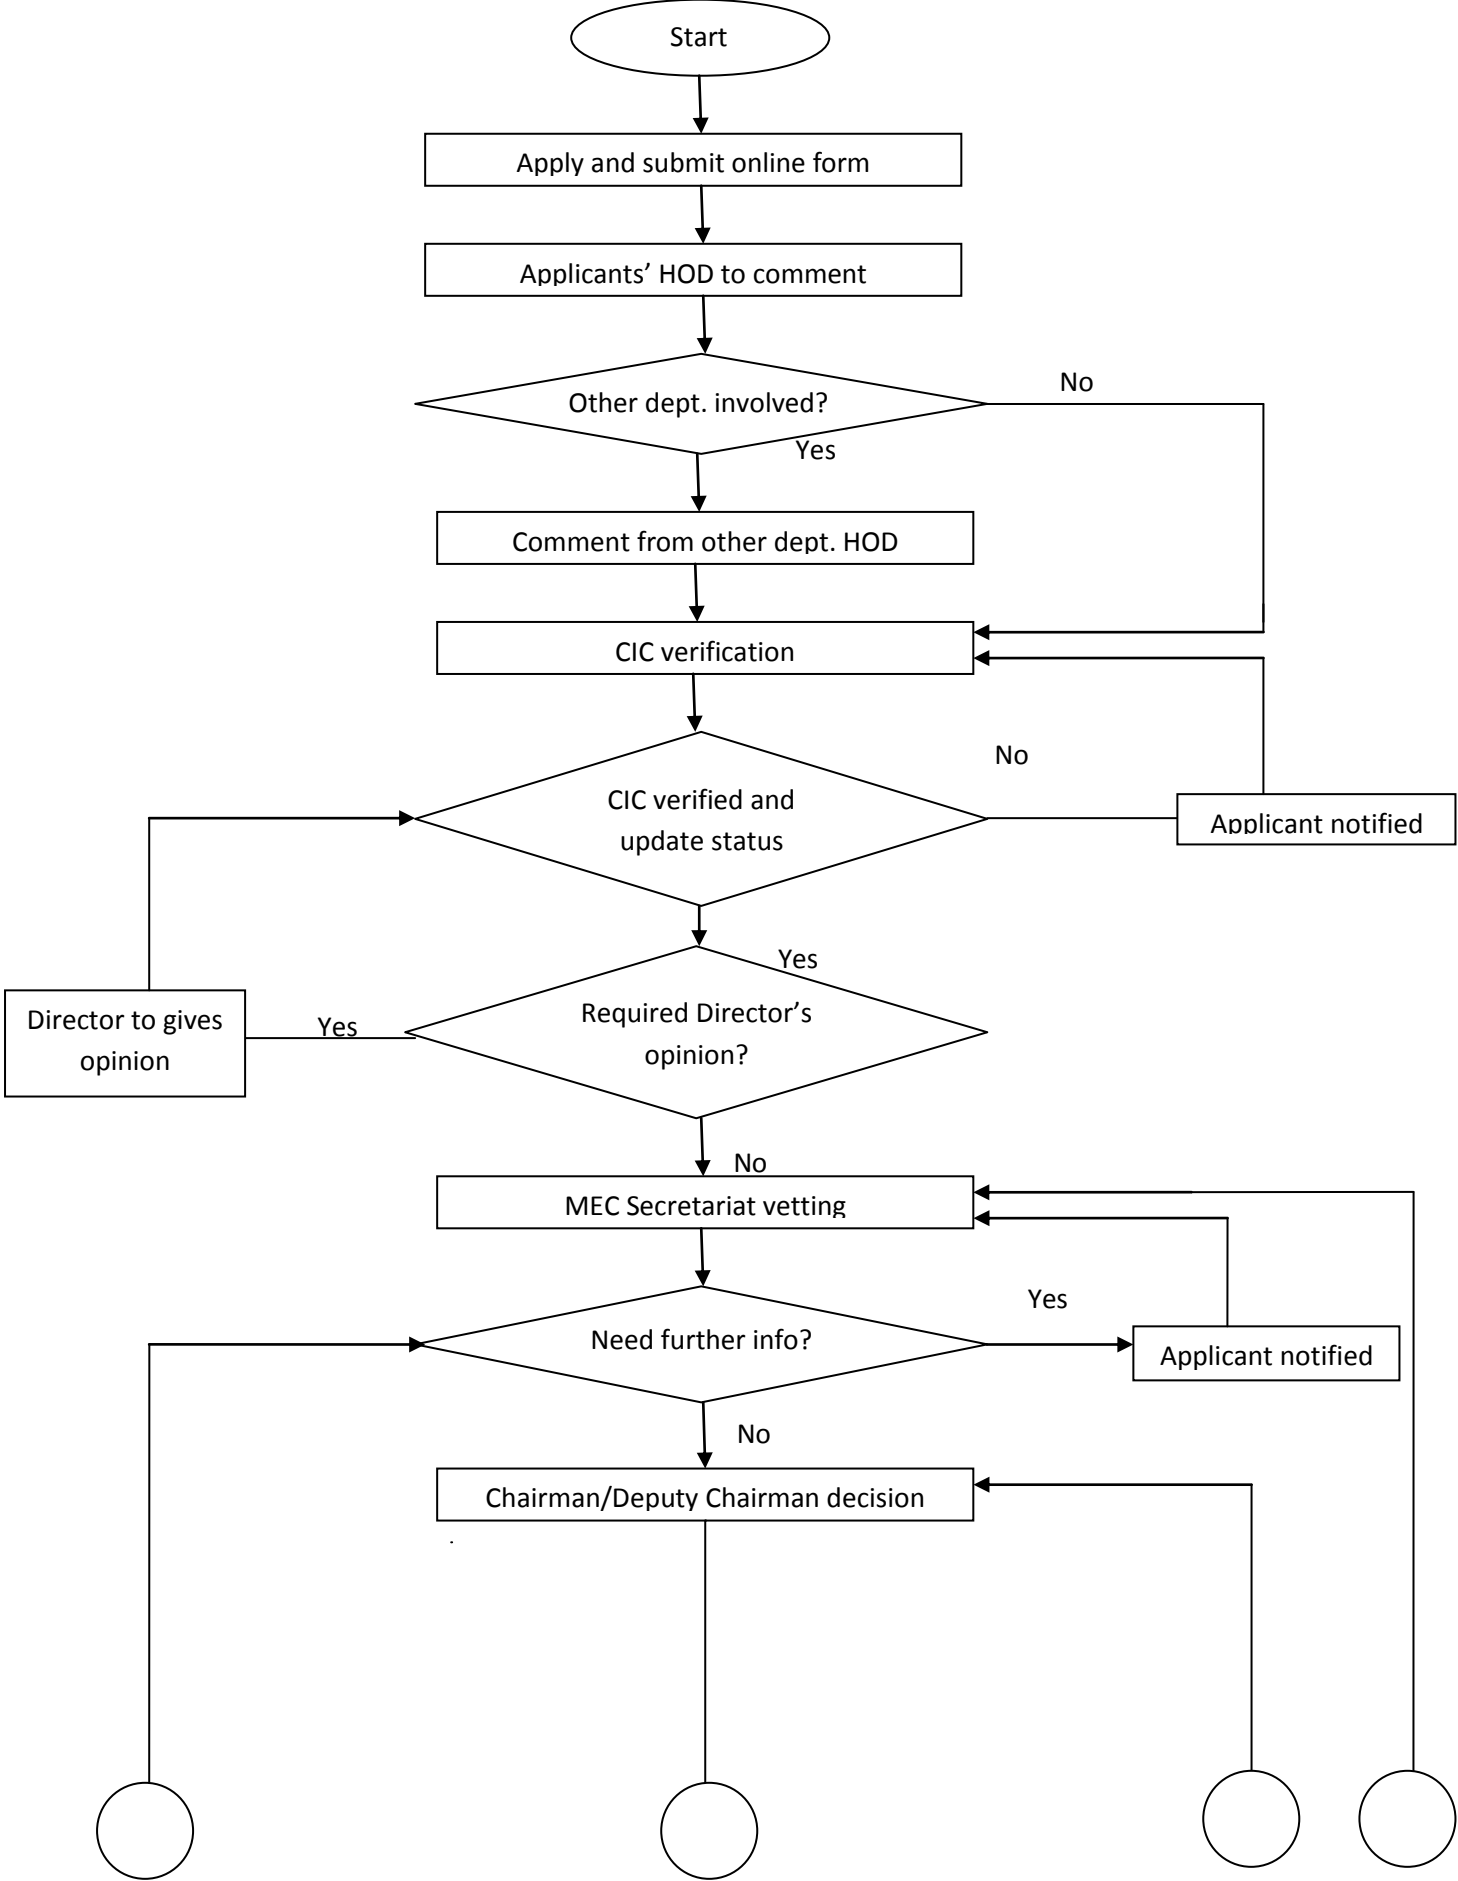 Start
Apply and submit online form
Applicants’ HOD to comment
No
Other dept. involved?
Yes
Comment from other dept. HOD
CIC verification
No
CIC verified and
update status
Applicant notified
Yes
Required Director’s
opinion?
Director to gives
opinion
Yes
No
MEC Secretariat vetting
Yes
Need further info?
Applicant notified
No
Chairman/Deputy Chairman decision
.